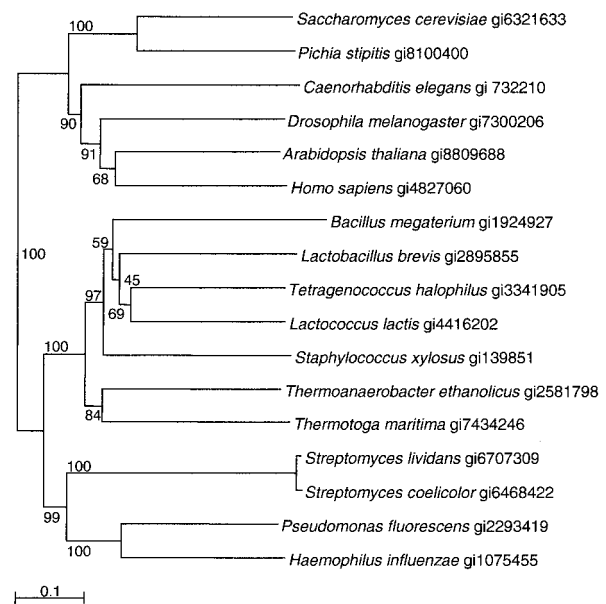 100
Saccharomyces cerevisiae gi6321633
Pichia stipitis gi8100400
Caenorhabditis elegans gi 732210
90
Drosophila melanogaster gi7300206
91
Arabidopsis thaliana gi8809688
68
Homo sapiens gi4827060
100
Bacillus megaterium gi1924927
59
Lactobacillus brevis gi2895855
45
97
Tetragenococcus halophilus gi3341905
69
Lactococcus lactis gi4416202
100
Staphylococcus xylosus gi139851
Thermoanaerobacter ethanolicus gi2581798
84
Thermotoga maritima gi7434246
100
Streptomyces lividans gi6707309
Streptomyces coelicolor gi6468422
99
Pseudomonas fluorescens gi2293419
100
Haemophilus influenzae gi1075455
0.1